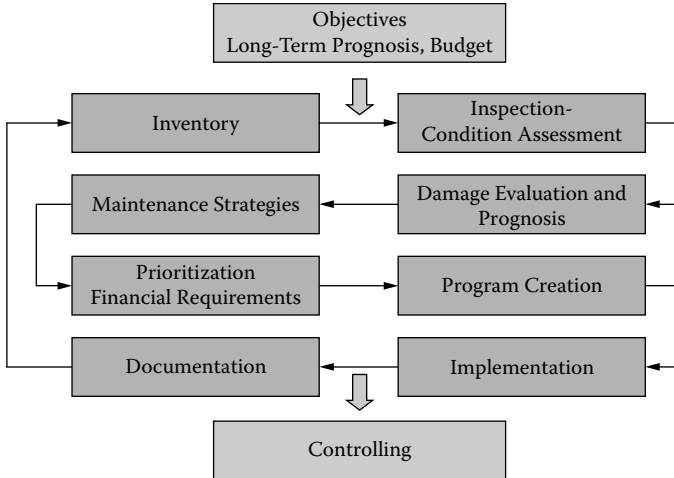 Objectives
Long-Term Prognosis, Budget
Inventory
Inspection-
Condition Assessment
Maintenance Strategies
Damage Evaluation and
Prognosis
Prioritization
Financial Requirements
Program Creation
Documentation
Implementation
Controlling